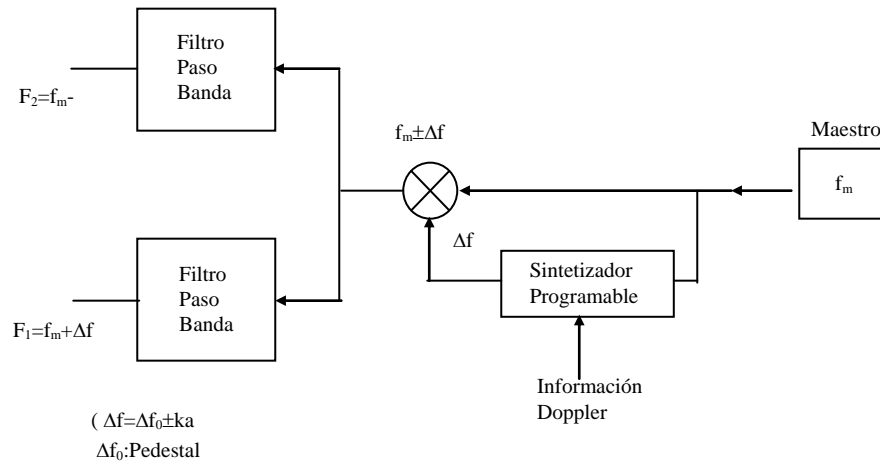 Filtro
Paso
Banda
F₂=fₘ-
fₘ±Δf
Maestro
fₘ
Δf
Sintetizador
Programable
Filtro
Paso
Banda
F₁=fₘ+Δf
Información
Doppler
( Δf=Δf₀±ka
Δf₀:Pedestal